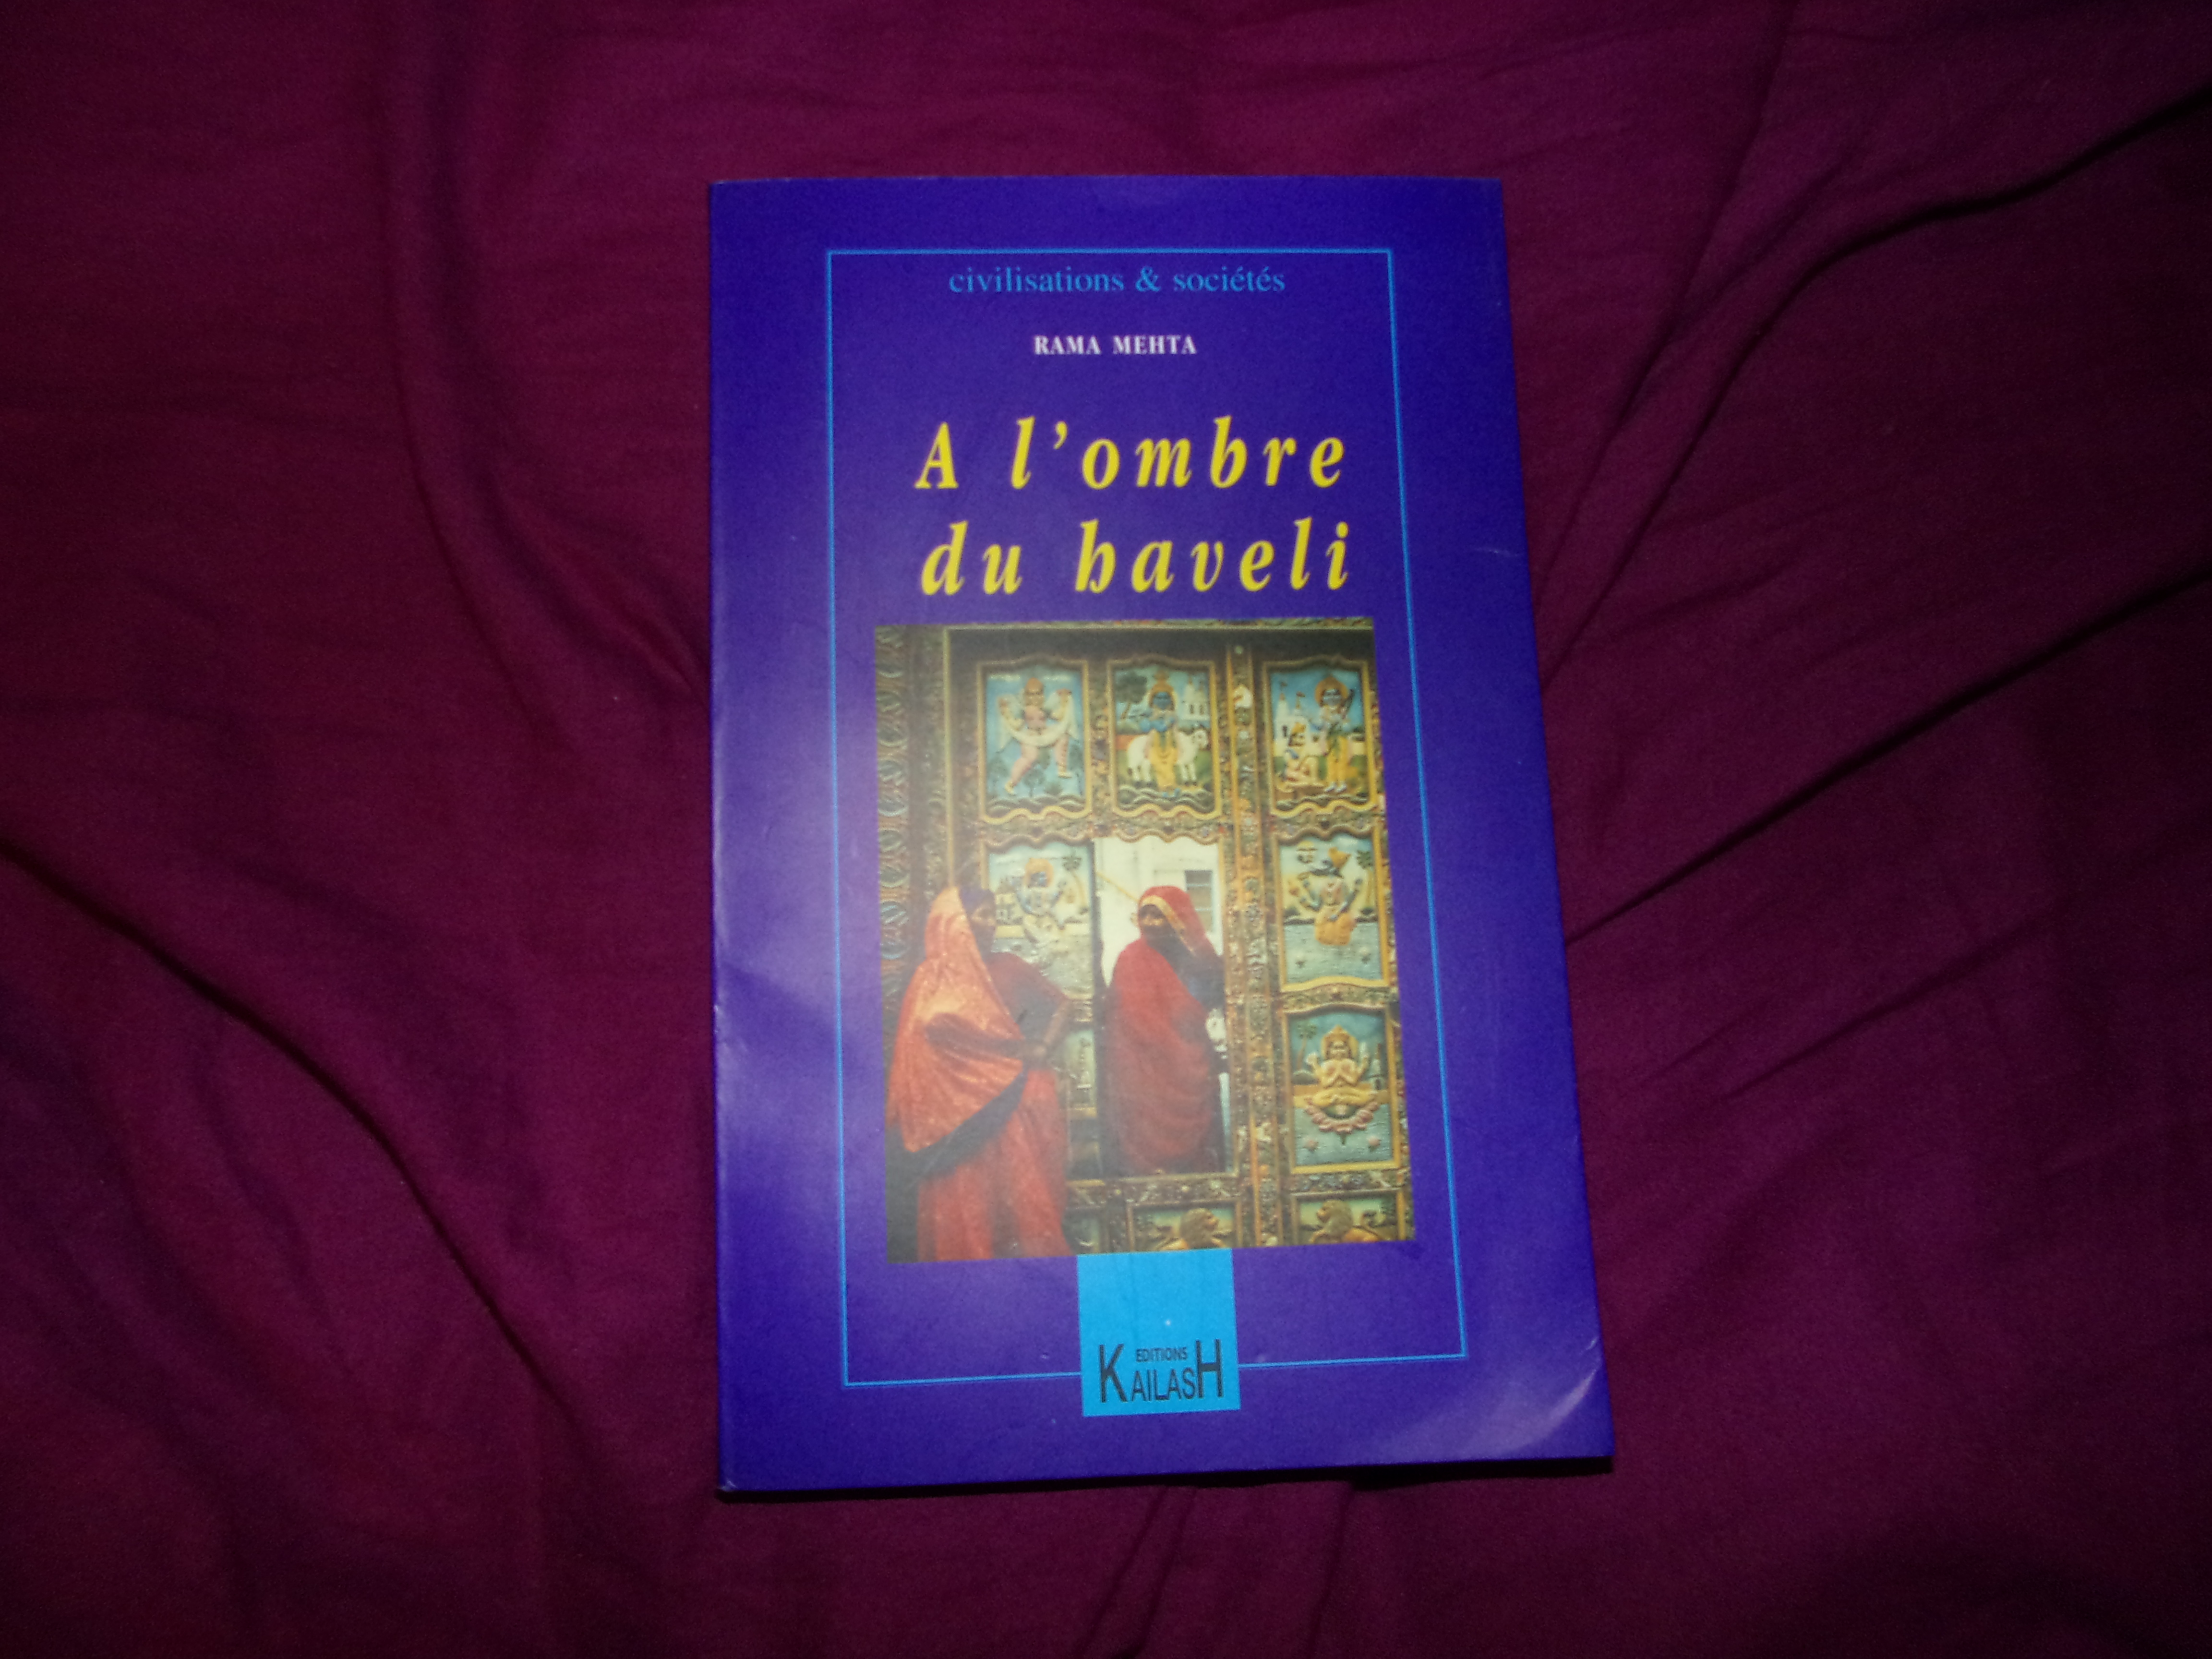 civilisations & sociétés
RAMA MEHTA
A l'ombre
du haveli
EDITIONS
KAILASH